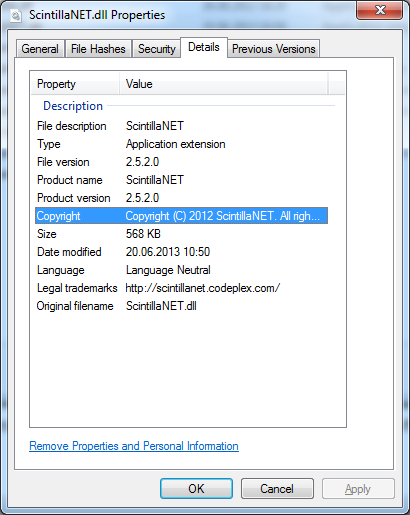 ScintillaNET.dll Properties
General File Hashes Security Details Previous Versions
Property Value
Description
File description ScintillaNET
Type Application extension
File version 2.5.2.0
Product name ScintillaNET
Product version 2.5.2.0
Copyright Copyright (C) 2012 ScintillaNET. All righ...
Size 568 KB
Date modified 20.06.2013 10:50
Language Language Neutral
Legal trademarks http://scintillanet.codeplex.com/
Original filename ScintillaNET.dll
Remove Properties and Personal Information
OK Cancel Apply